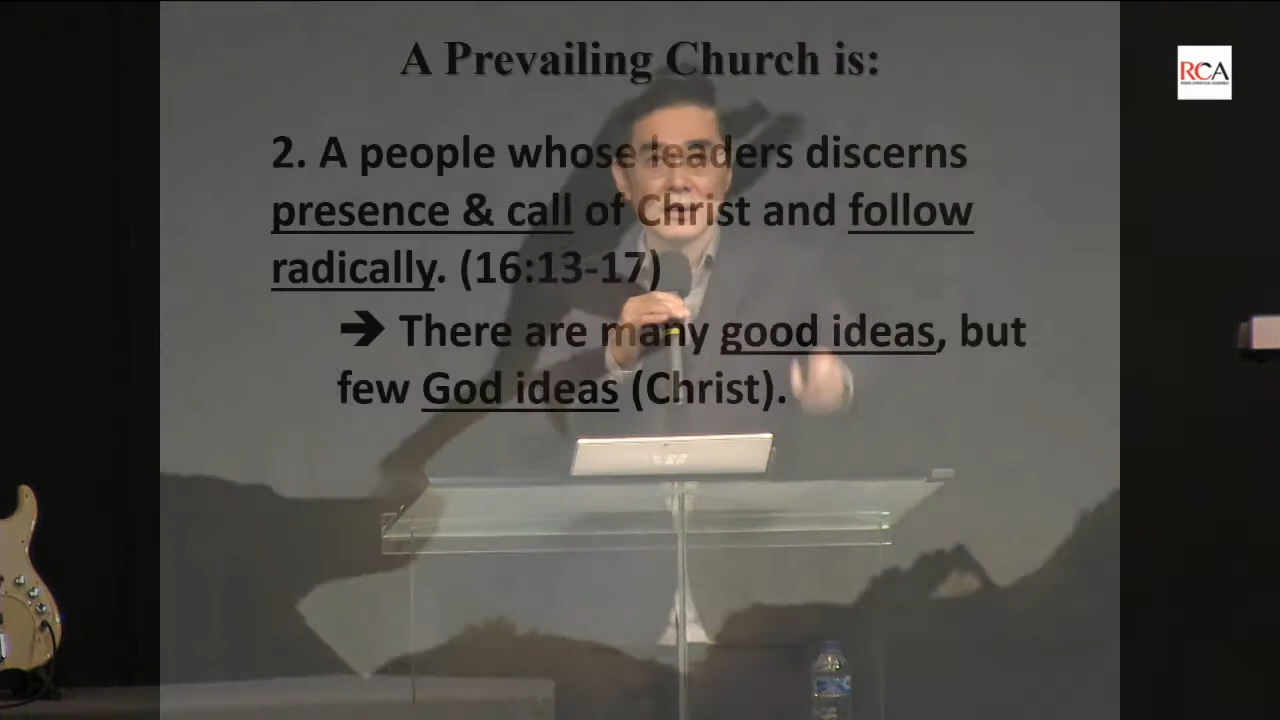 A Prevailing Church is:
RCA
2. A people whose leaders discerns
presence & call of Christ and follow
radically. (16:13-17)
➔ There are many good ideas, but
few God ideas (Christ).